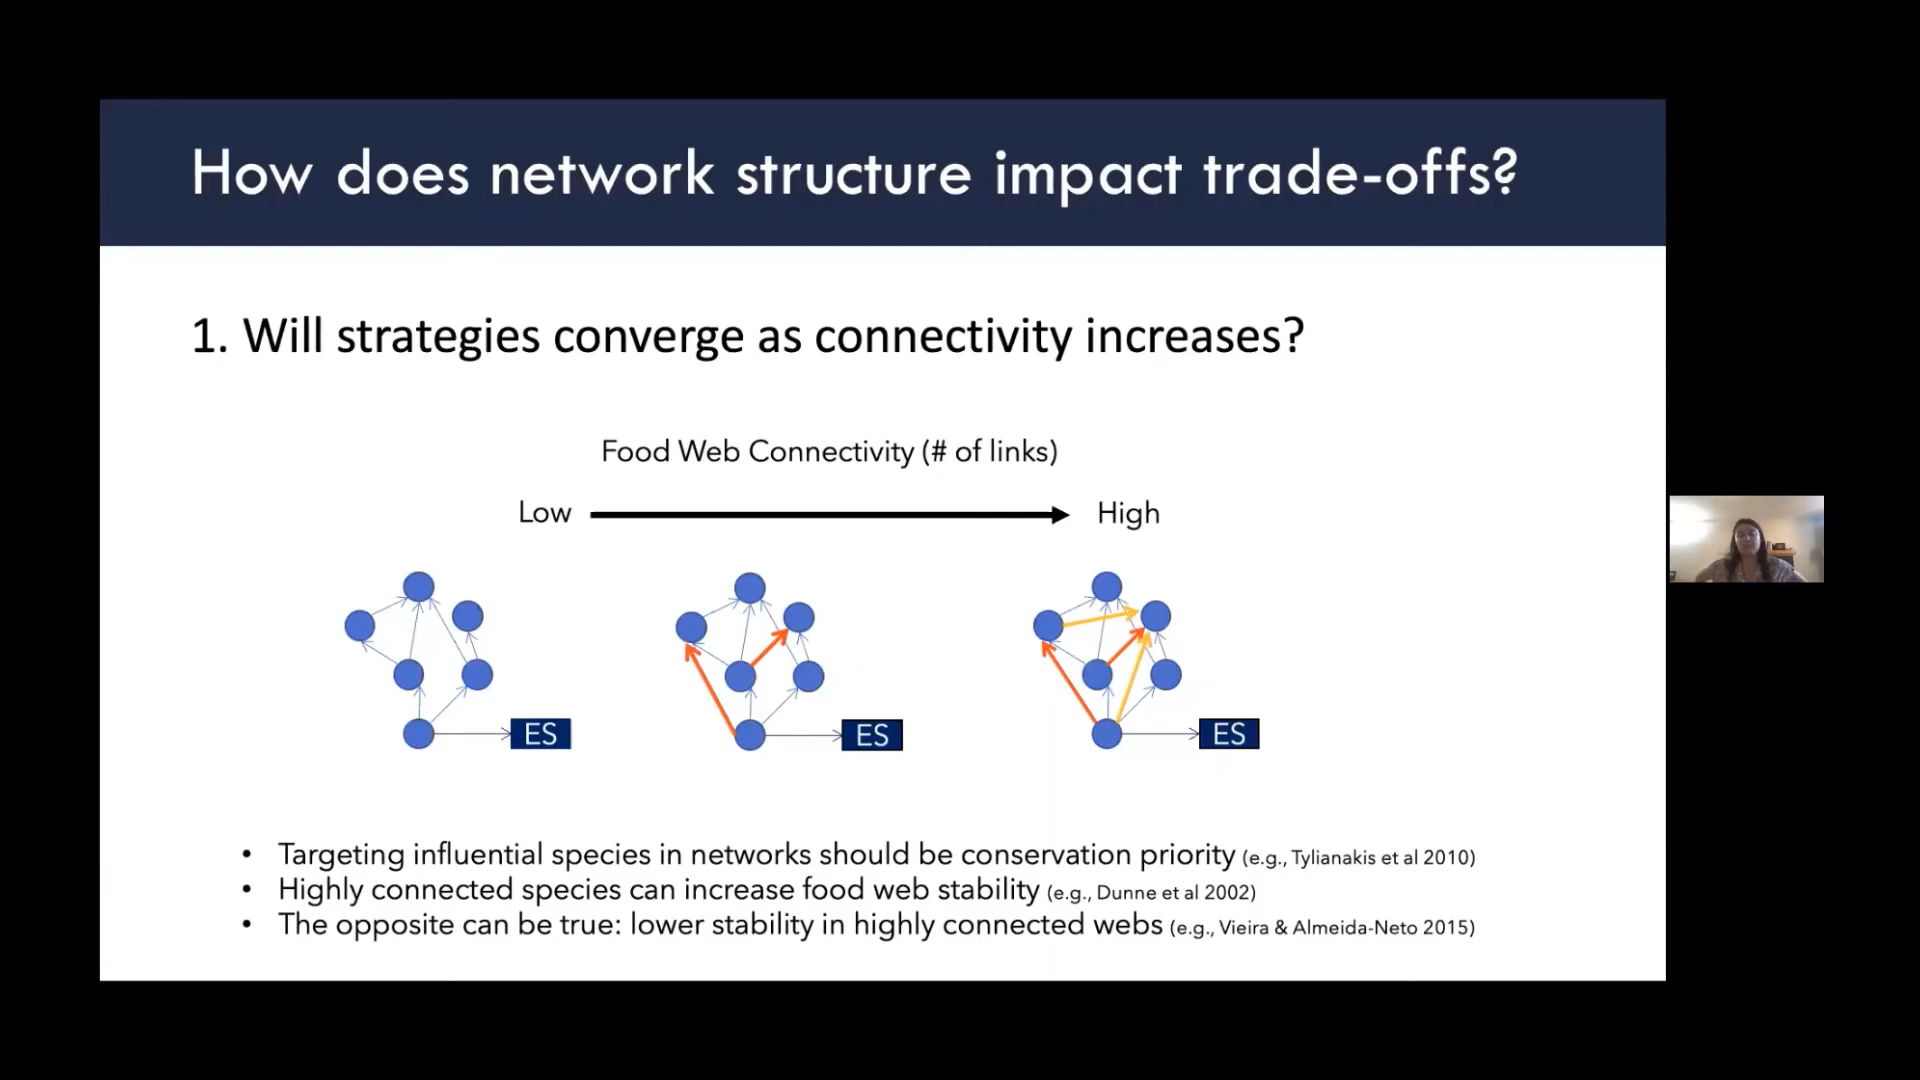 How does network structure impact trade-offs?
1. Will strategies converge as connectivity increases?
Food Web Connectivity (# of links)
Low
High
ES
ES
ES
• Targeting influential species in networks should be conservation priority (e.g., Tylianakis et al 2010)
• Highly connected species can increase food web stability (e.g., Dunne et al 2002)
• The opposite can be true: lower stability in highly connected webs (e.g., Vieira & Almeida-Neto 2015)